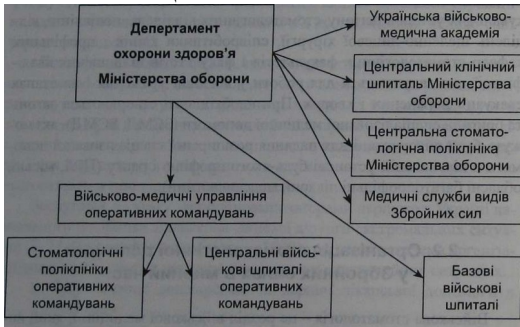 Департамент
охорони здоров'я
Міністерства оборони
Українська військово-
медична академія
Центральний клінічний
шпиталь Міністерства
оборони
Центральна стомато-
логічна поліклініка
Міністерства оборони
Медичні служби видів
Збройних сил
Військово-медичні управління
оперативних командувань
Стоматологічні
поліклініки
оперативних
командувань
Центральні війсь-
кові шпиталі
оперативних
командувань
Базові
військові
шпиталі